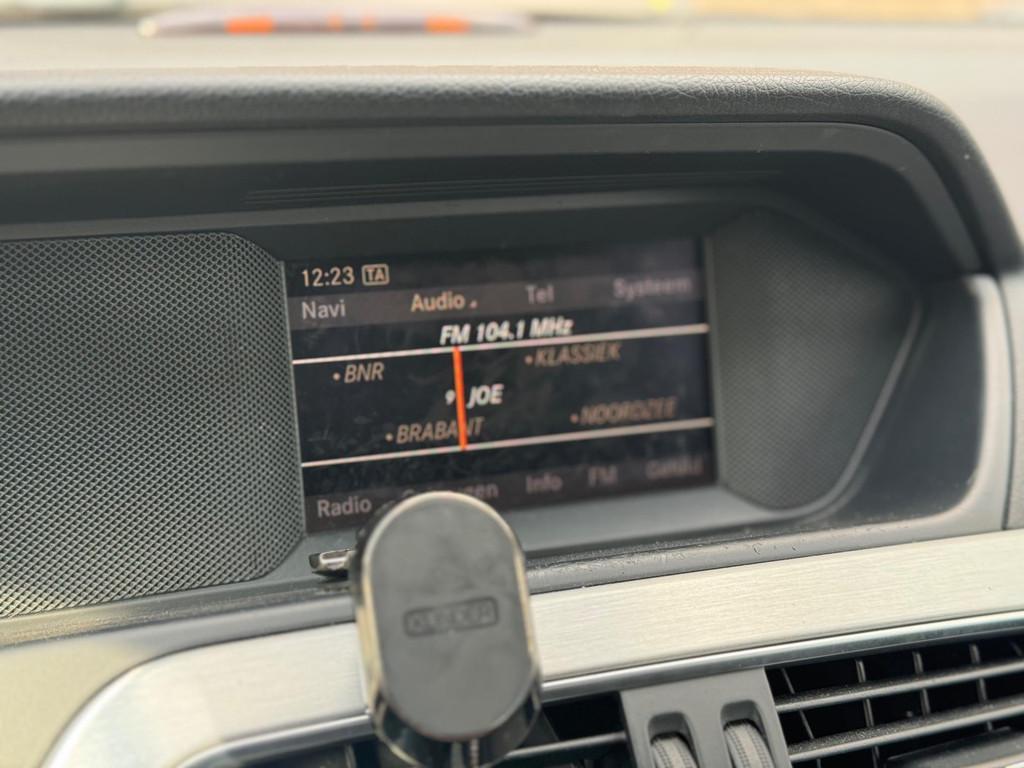 12:23 TA
Navi Audio Tel Systeem
FM 104.1 MHz
KLASSIEK
BNR
9 JOE
NOORDZEE
BRABANT
Radio Info FM